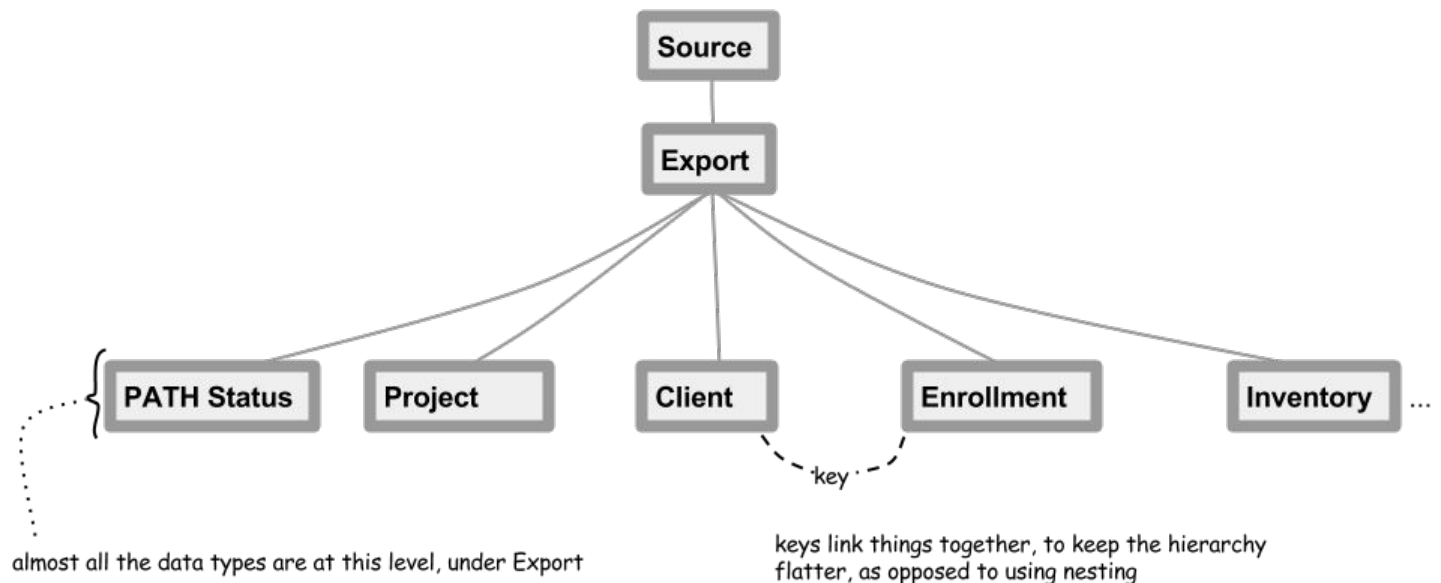 Source
Export
PATH Status
Project
Client
Enrollment
Inventory
...
key
almost all the data types are at this level, under Export
keys link things together, to keep the hierarchy
flatter, as opposed to using nesting